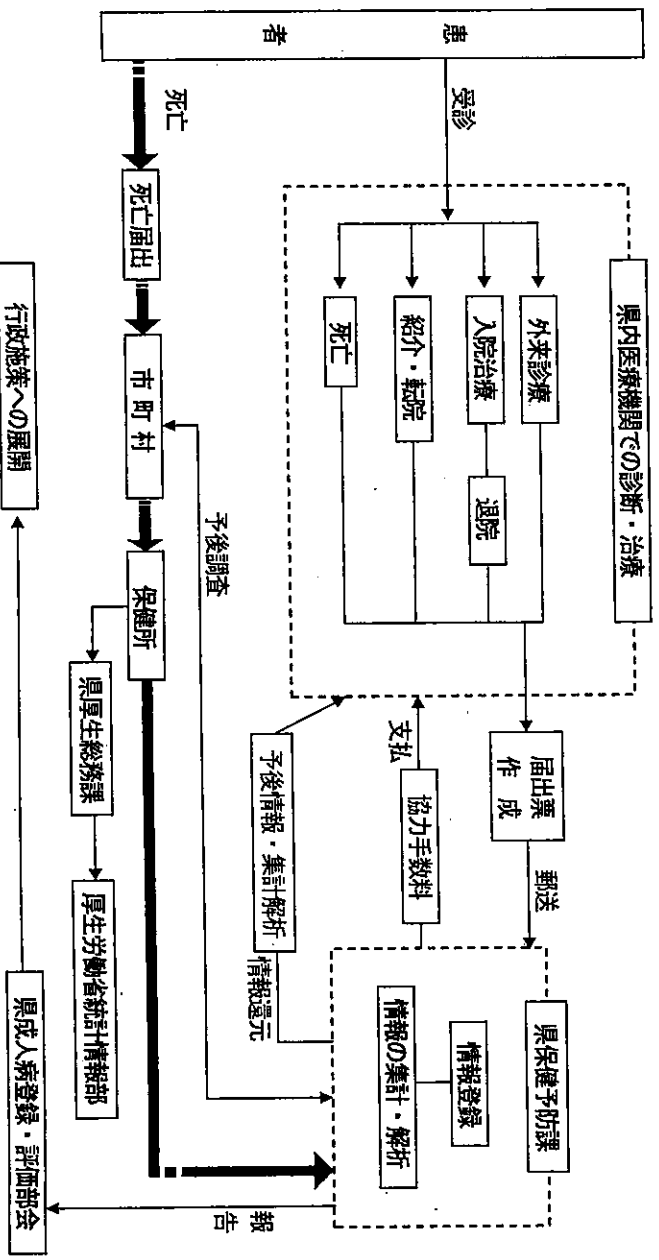 患者
受診
死亡
県内医療機関での診断・治療
外来診療
入院治療
退院
紹介・転院
死亡
届出票
作成
郵送
県保健予防課
情報登録
情報の集計・解析
協力手数料
支払
予後情報・集計解析
情報還元
予後調査
死亡届出
市町村
保健所
県厚生総務課
厚生労働省統計情報部
報告
県成人病登録・評価部会
行政施策への展開